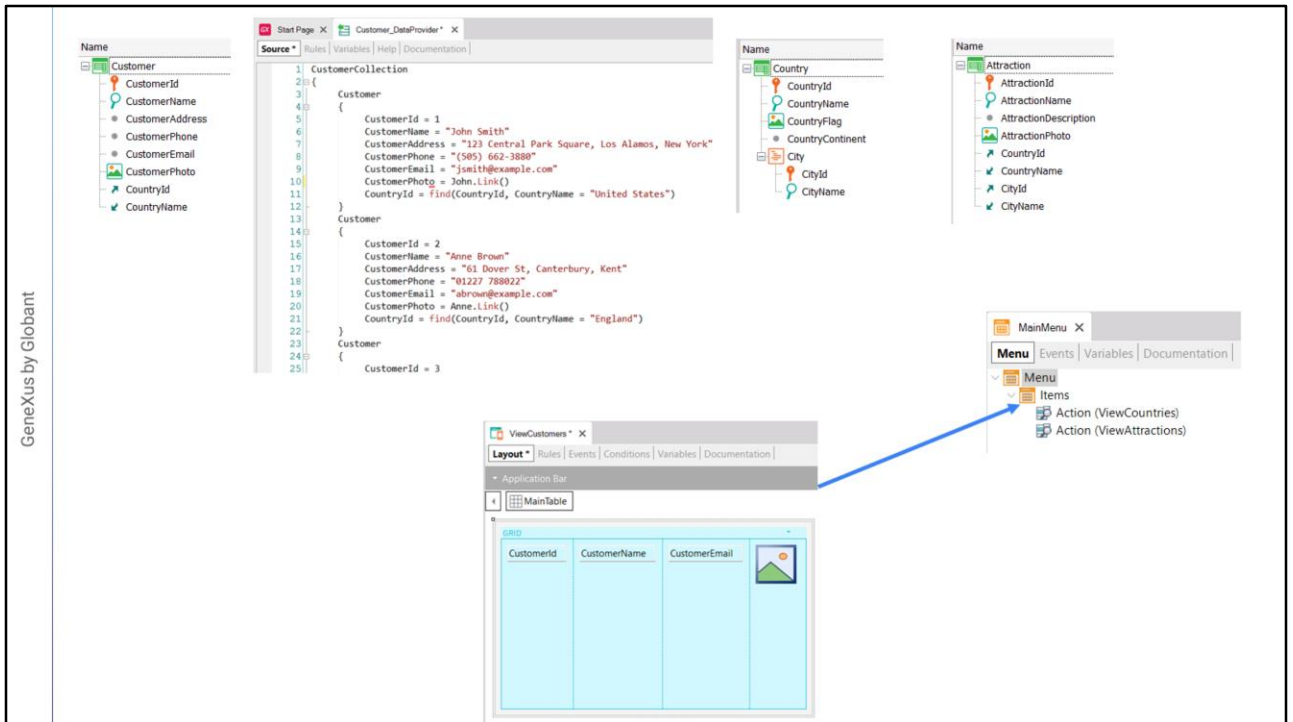 GeneXus by Globant
Name
Customer
CustomerId
CustomerName
CustomerAddress
CustomerPhone
CustomerEmail
CustomerPhoto
CountryId
CountryName
GX Start Page X Customer_DataProvider * X
Source * Rules Variables Help Documentation
1 CustomerCollection
2 {
3 Customer
4 {
5 CustomerId = 1
6 CustomerName = "John Smith"
7 CustomerAddress = "123 Central Park Square, Los Alamos, New York"
8 CustomerPhone = "(505) 662-3880"
9 CustomerEmail = "jsmith@example.com"
10 CustomerPhoto = John.Link()
11 CountryId = find(CountryId, CountryName = "United States")
12 }
13 Customer
14 {
15 CustomerId = 2
16 CustomerName = "Anne Brown"
17 CustomerAddress = "61 Dover St, Canterbury, Kent"
18 CustomerPhone = "01227 788022"
19 CustomerEmail = "abrown@example.com"
20 CustomerPhoto = Anne.Link()
21 CountryId = find(CountryId, CountryName = "England")
22 }
23 Customer
24 {
25 CustomerId = 3
Name
Country
CountryId
CountryName
CountryFlag
CountryContinent
City
CityId
CityName
Name
Attraction
AttractionId
AttractionName
AttractionDescription
AttractionPhoto
CountryId
CountryName
CityId
CityName
MainMenu X
Menu Events Variables Documentation
Menu
Items
Action (ViewCountries)
Action (ViewAttractions)
ViewCustomers * X
Layout * Rules Events Conditions Variables Documentation
Application Bar
MainTable
GRID
CustomerId CustomerName CustomerEmail